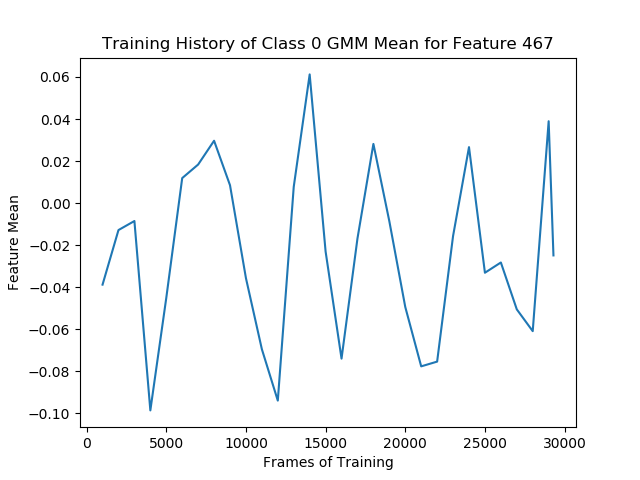 Training History of Class 0 GMM Mean for Feature 467
0.06
0.04
0.02
0.00
−0.02
−0.04
−0.06
−0.08
−0.10
Feature Mean
0 5000 10000 15000 20000 25000 30000
Frames of Training